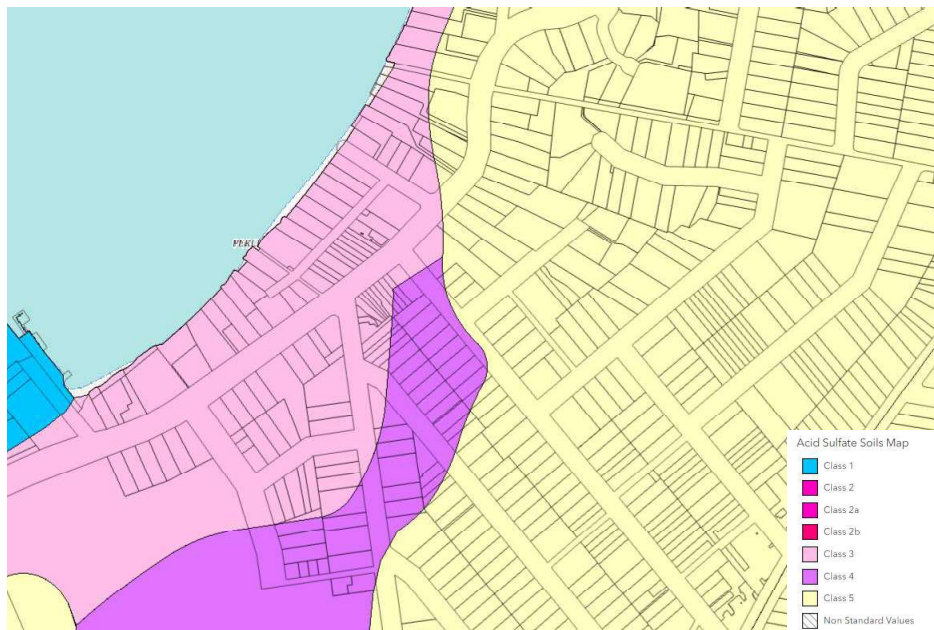 Acid Sulfate Soils Map
Class 1
Class 2
Class 2a
Class 2b
Class 3
Class 4
Class 5
Non Standard Values